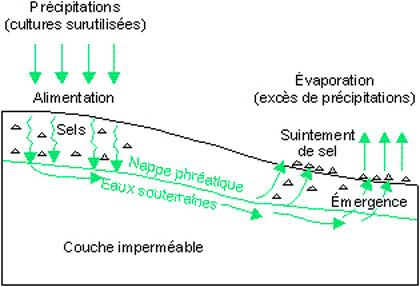 Précipitations
(cultures surutilisées)
Évaporation
(excès de précipitations)
Alimentation
Sels
Suintement
de sel
Nappe phréatique
Eaux souterraines
Émergence
Couche imperméable